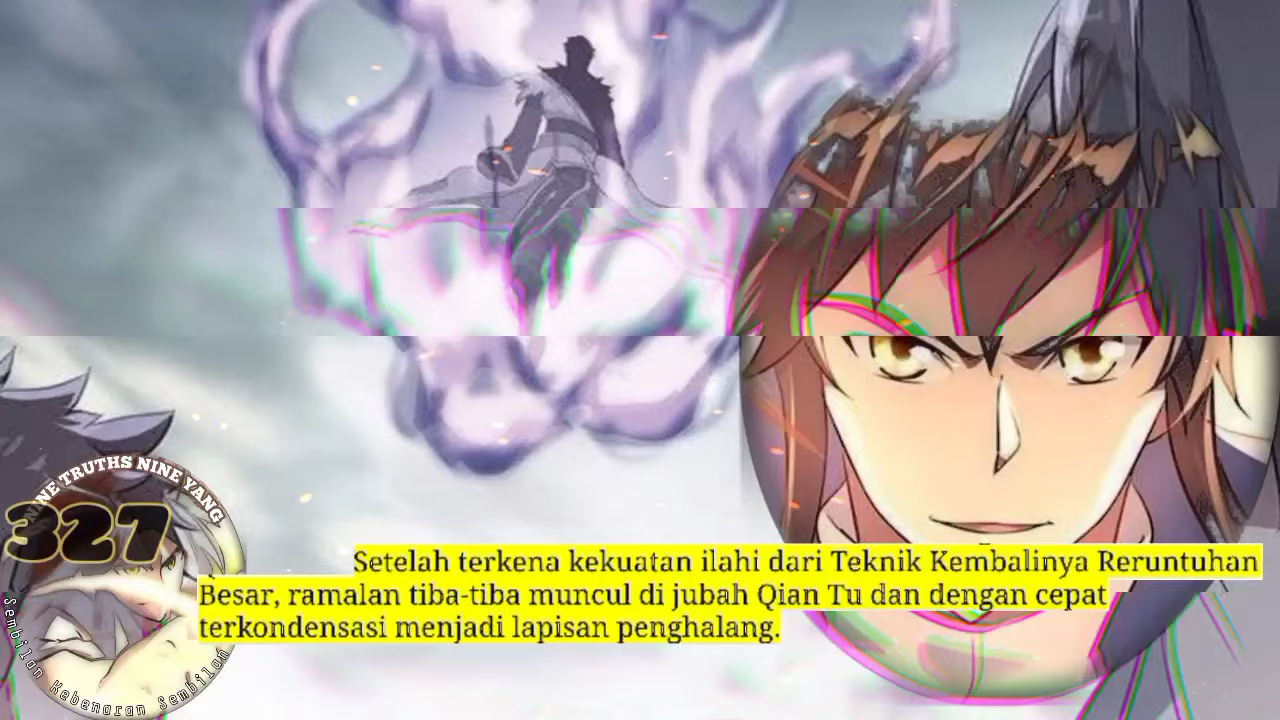 NINE TRUTHS NINE YANG
327
Setelah terkena kekuatan ilahi dari Teknik Kembalinya Reruntuhan
Besar, ramalan tiba-tiba muncul di jubah Qian Tu dan dengan cepat
terkondensasi menjadi lapisan penghalang.
Sembilan Kebenaran Sembilan